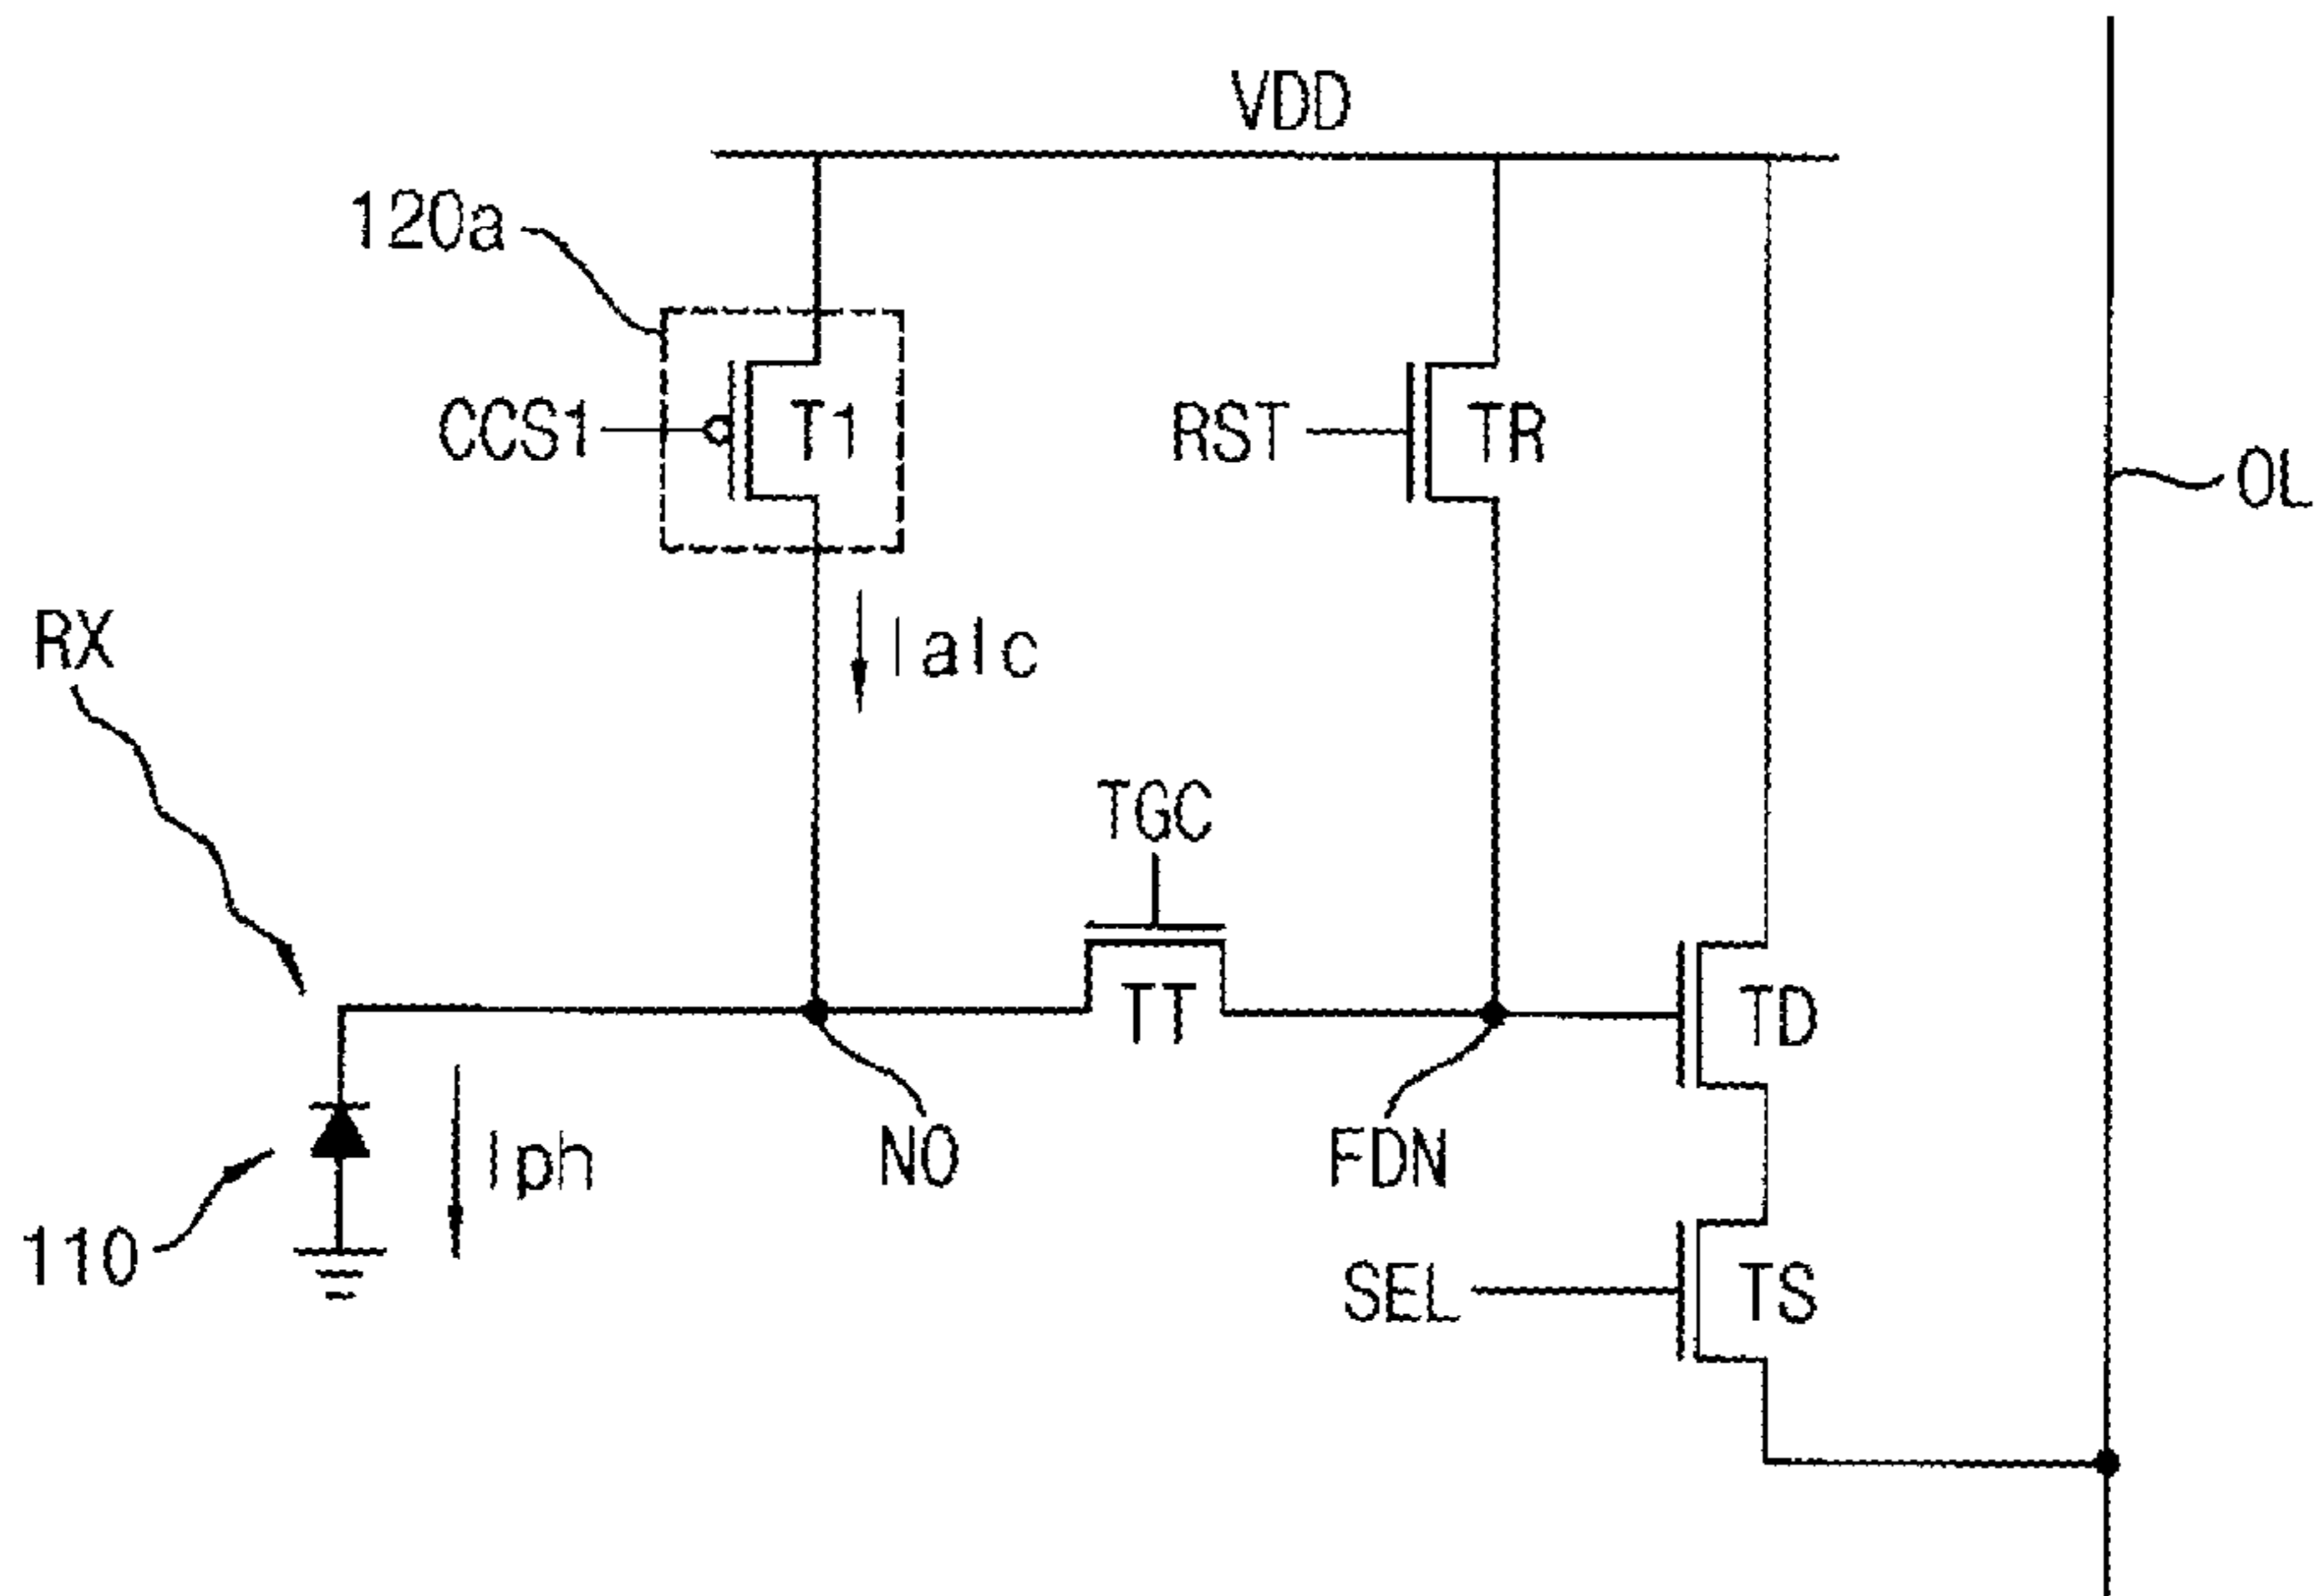 VDD
120a
CCS1
T1
RST
TR
OL
RX
Ialc
TGC
TT
TD
Iph
NO
FDN
110
SEL
TS